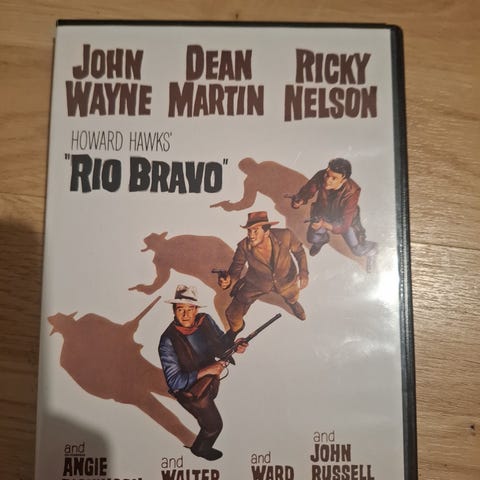 JOHN WAYNE
DEAN MARTIN
RICKY NELSON
HOWARD HAWKS'
"RIO BRAVO"
and
ANGIE
and
WALTER
and
WARD
and
JOHN
RUSSELL